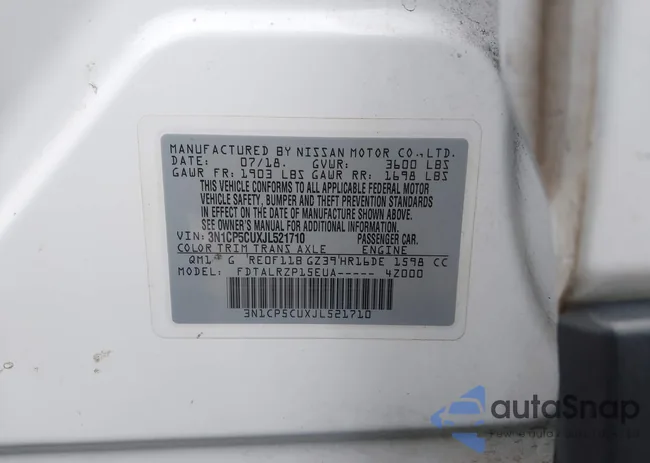 MANUFACTURED BY NISSAN MOTOR CO.,LTD.
DATE: 07/18. GVWR: 3600 LBS
GAWR FR: 1903 LBS GAWR RR: 1698 LBS
THIS VEHICLE CONFORMS TO ALL APPLICABLE FEDERAL MOTOR
VEHICLE SAFETY, BUMPER AND THEFT PREVENTION STANDARDS
IN EFFECT ON THE DATE OF MANUFACTURE SHOWN ABOVE.
SEE OWNER'S MANUAL FOR ADDITIONAL INFORMATION.
VIN: 3N1CP5CUXJL521710 PASSENGER CAR.
COLOR TRIM TRANS AXLE ENGINE
QM1 * G RE0F11B GZ39 HR16DE 1598 CC
MODEL: FDTALRZP15EUA----- 4Z000
3N1CP5CUXJL521710
autoSnap